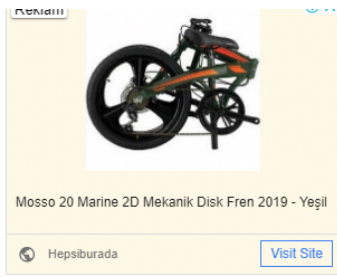 Reklam
Mosso 20 Marine 2D Mekanik Disk Fren 2019 - Yeşil
Hepsiburada
Visit Site